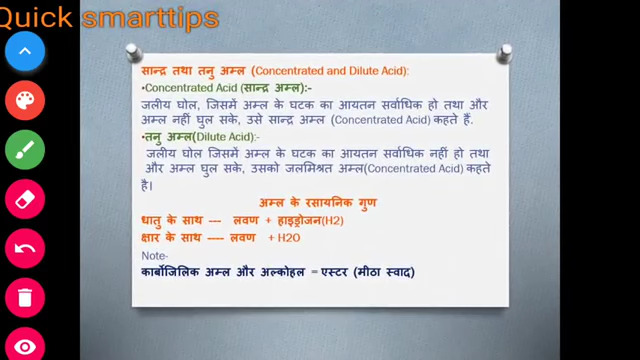 Quick smarttips
सान्द्र तथा तनु अम्ल (Concentrated and Dilute Acid):
•Concentrated Acid (सान्द्र अम्ल):-
जलीय घोल, जिसमें अम्ल के घटक का आयतन सर्वाधिक हो तथा और
अम्ल नहीं घुल सके, उसे सान्द्र अम्ल (Concentrated Acid) कहते हैं.
•तनु अम्ल(Dilute Acid):-
जलीय घोल जिसमें अम्ल के घटक का आयतन सर्वाधिक नहीं हो तथा
और अम्ल घुल सके, उसको जलमिश्रत अम्ल(Concentrated Acid) कहते
है।
अम्ल के रसायनिक गुण
धातु के साथ --- लवण + हाइड्रोजन(H2)
क्षार के साथ ---- लवण + H2O
Note-
कार्बोजिलिक अम्ल और अल्कोहल = एस्टर (मीठा स्वाद)